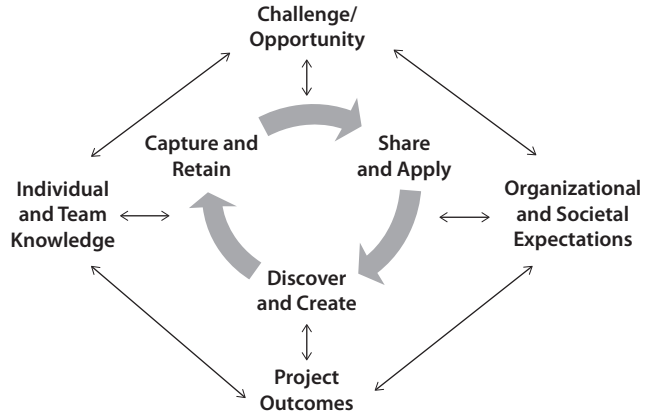 Challenge/
Opportunity
Capture and
Retain
Share
and Apply
Individual
and Team
Knowledge
Organizational
and Societal
Expectations
Discover
and Create
Project
Outcomes